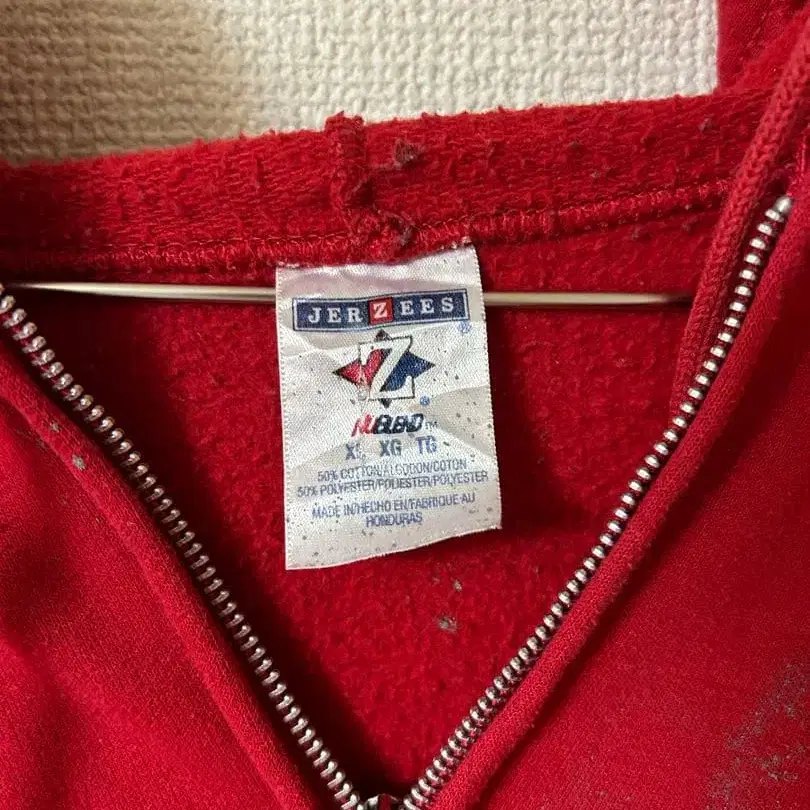 JERZEES®
Z®
NUBLEND™
XL XG TG
50% COTTON/ALGODON/COTON
50% POLYESTER/POLIESTER/POLYESTER
MADE IN/HECHO EN/FABRIQUE AU
HONDURAS